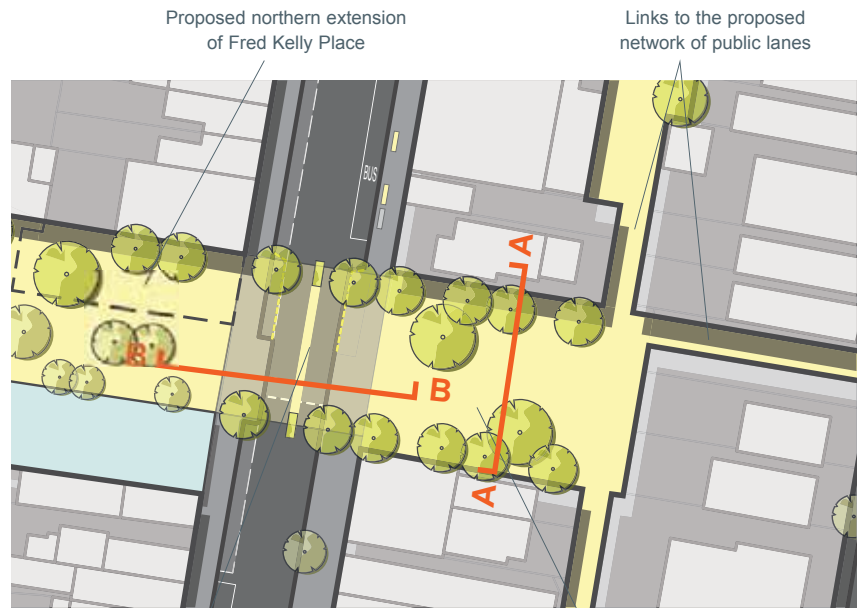 Proposed northern extension
of Fred Kelly Place
Links to the proposed
network of public lanes
BUS
A
B
B
A